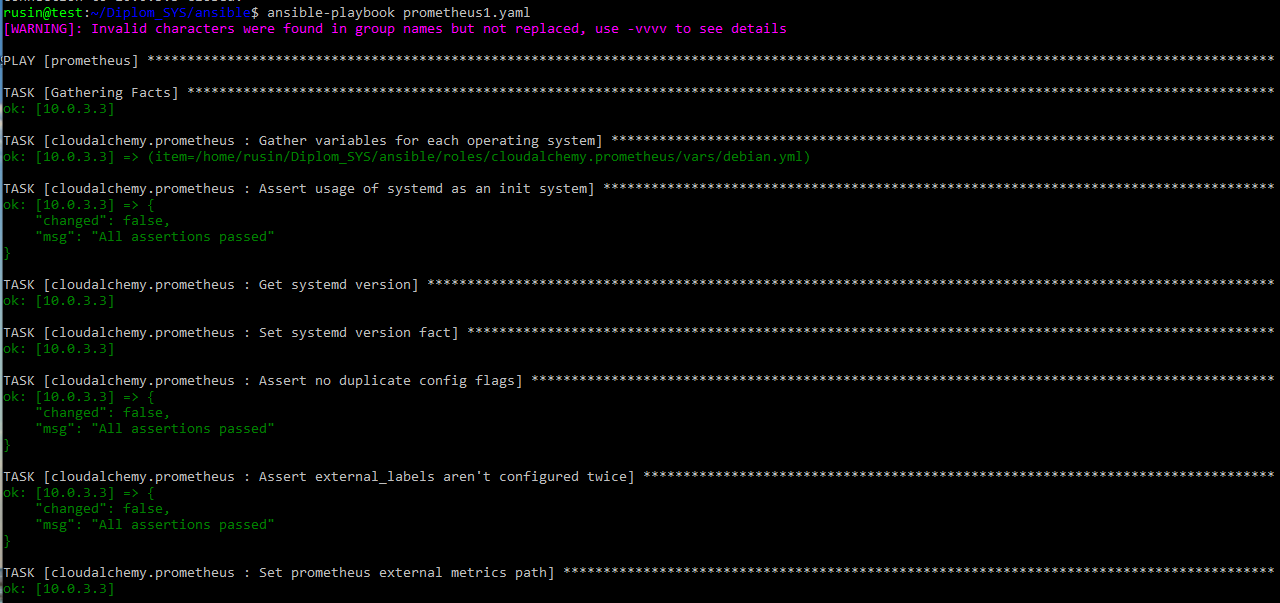 rusin@test:~/Diplom_SYS/ansible$ ansible-playbook prometheus1.yaml
[WARNING]: Invalid characters were found in group names but not replaced, use -vvvv to see details
PLAY [prometheus] *********************************************************************************************************************************************
TASK [Gathering Facts] ****************************************************************************************************************************************
ok: [10.0.3.3]
TASK [cloudalchemy.prometheus : Gather variables for each operating system] ***********************************************************************************
ok: [10.0.3.3] => (item=/home/rusin/Diplom_SYS/ansible/roles/cloudalchemy.prometheus/vars/debian.yml)
TASK [cloudalchemy.prometheus : Assert usage of systemd as an init system] ************************************************************************************
ok: [10.0.3.3] => {
    "changed": false,
    "msg": "All assertions passed"
}
TASK [cloudalchemy.prometheus : Get systemd version] **********************************************************************************************************
ok: [10.0.3.3]
TASK [cloudalchemy.prometheus : Set systemd version fact] *****************************************************************************************************
ok: [10.0.3.3]
TASK [cloudalchemy.prometheus : Assert no duplicate config flags] *********************************************************************************************
ok: [10.0.3.3] => {
    "changed": false,
    "msg": "All assertions passed"
}
TASK [cloudalchemy.prometheus : Assert external_labels aren't configured twice] *******************************************************************************
ok: [10.0.3.3] => {
    "changed": false,
    "msg": "All assertions passed"
}
TASK [cloudalchemy.prometheus : Set prometheus external metrics path] *****************************************************************************************
ok: [10.0.3.3]